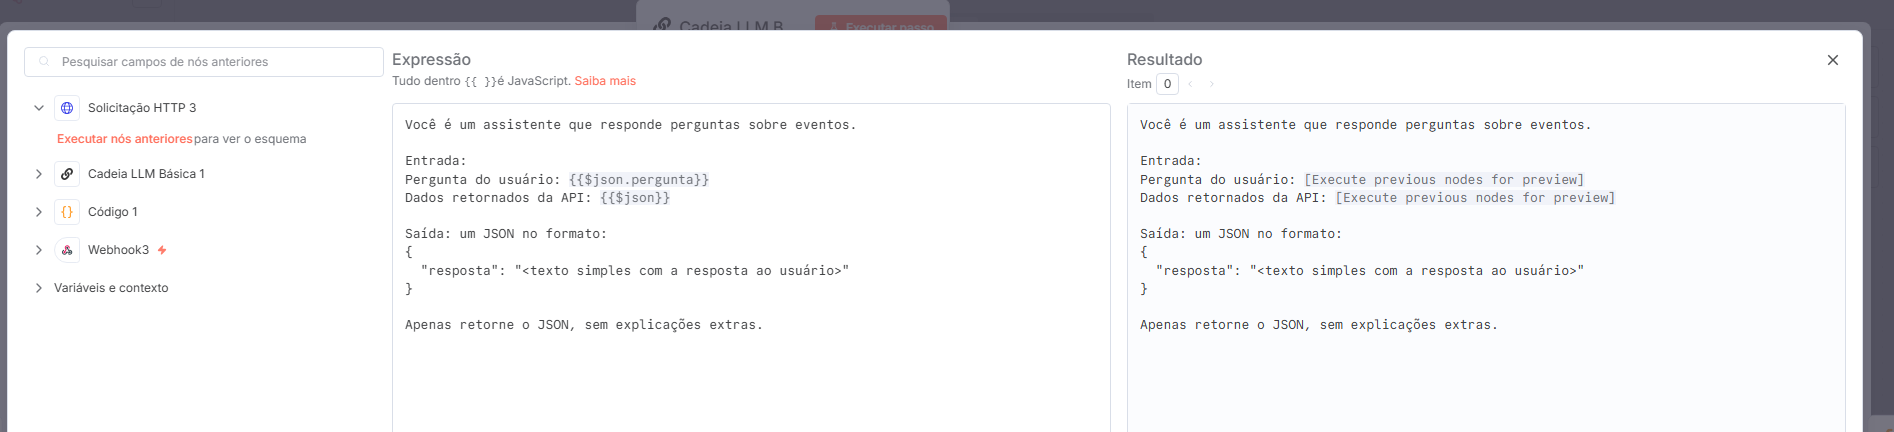 Cadeia LLM B
Executar passo
Pesquisar campos de nós anteriores
Solicitação HTTP 3
Executar nós anteriores para ver o esquema
Cadeia LLM Básica 1
Código 1
Webhook3
Variáveis e contexto
Expressão
Tudo dentro {{ }} é JavaScript. Saiba mais
Você é um assistente que responde perguntas sobre eventos.
Entrada:
Pergunta do usuário: {{$json.pergunta}}
Dados retornados da API: {{$json}}
Saída: um JSON no formato:
{
"resposta": "<texto simples com a resposta ao usuário>"
}
Apenas retorne o JSON, sem explicações extras.
Resultado
Item 0
Você é um assistente que responde perguntas sobre eventos.
Entrada:
Pergunta do usuário: [Execute previous nodes for preview]
Dados retornados da API: [Execute previous nodes for preview]
Saída: um JSON no formato:
{
"resposta": "<texto simples com a resposta ao usuário>"
}
Apenas retorne o JSON, sem explicações extras.